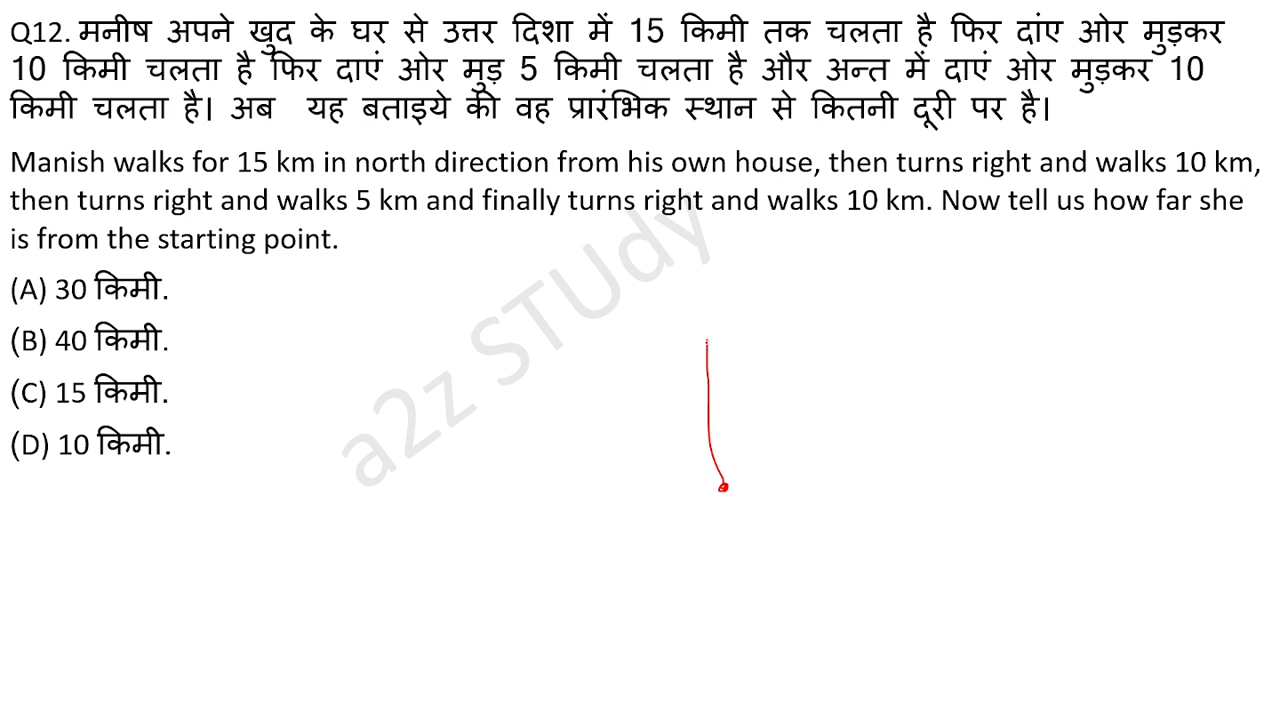 Q12. मनीष अपने खुद के घर से उत्तर दिशा में 15 किमी तक चलता है फिर दांए ओर मुड़कर
10 किमी चलता है फिर दाएं ओर मुड़ 5 किमी चलता है और अन्त में दाएं ओर मुड़कर 10
किमी चलता है। अब यह बताइये की वह प्रारंभिक स्थान से कितनी दूरी पर है।
Manish walks for 15 km in north direction from his own house, then turns right and walks 10 km,
then turns right and walks 5 km and finally turns right and walks 10 km. Now tell us how far she
is from the starting point.
(A) 30 किमी.
(B) 40 किमी.
(C) 15 किमी.
(D) 10 किमी.
a2z STUdy